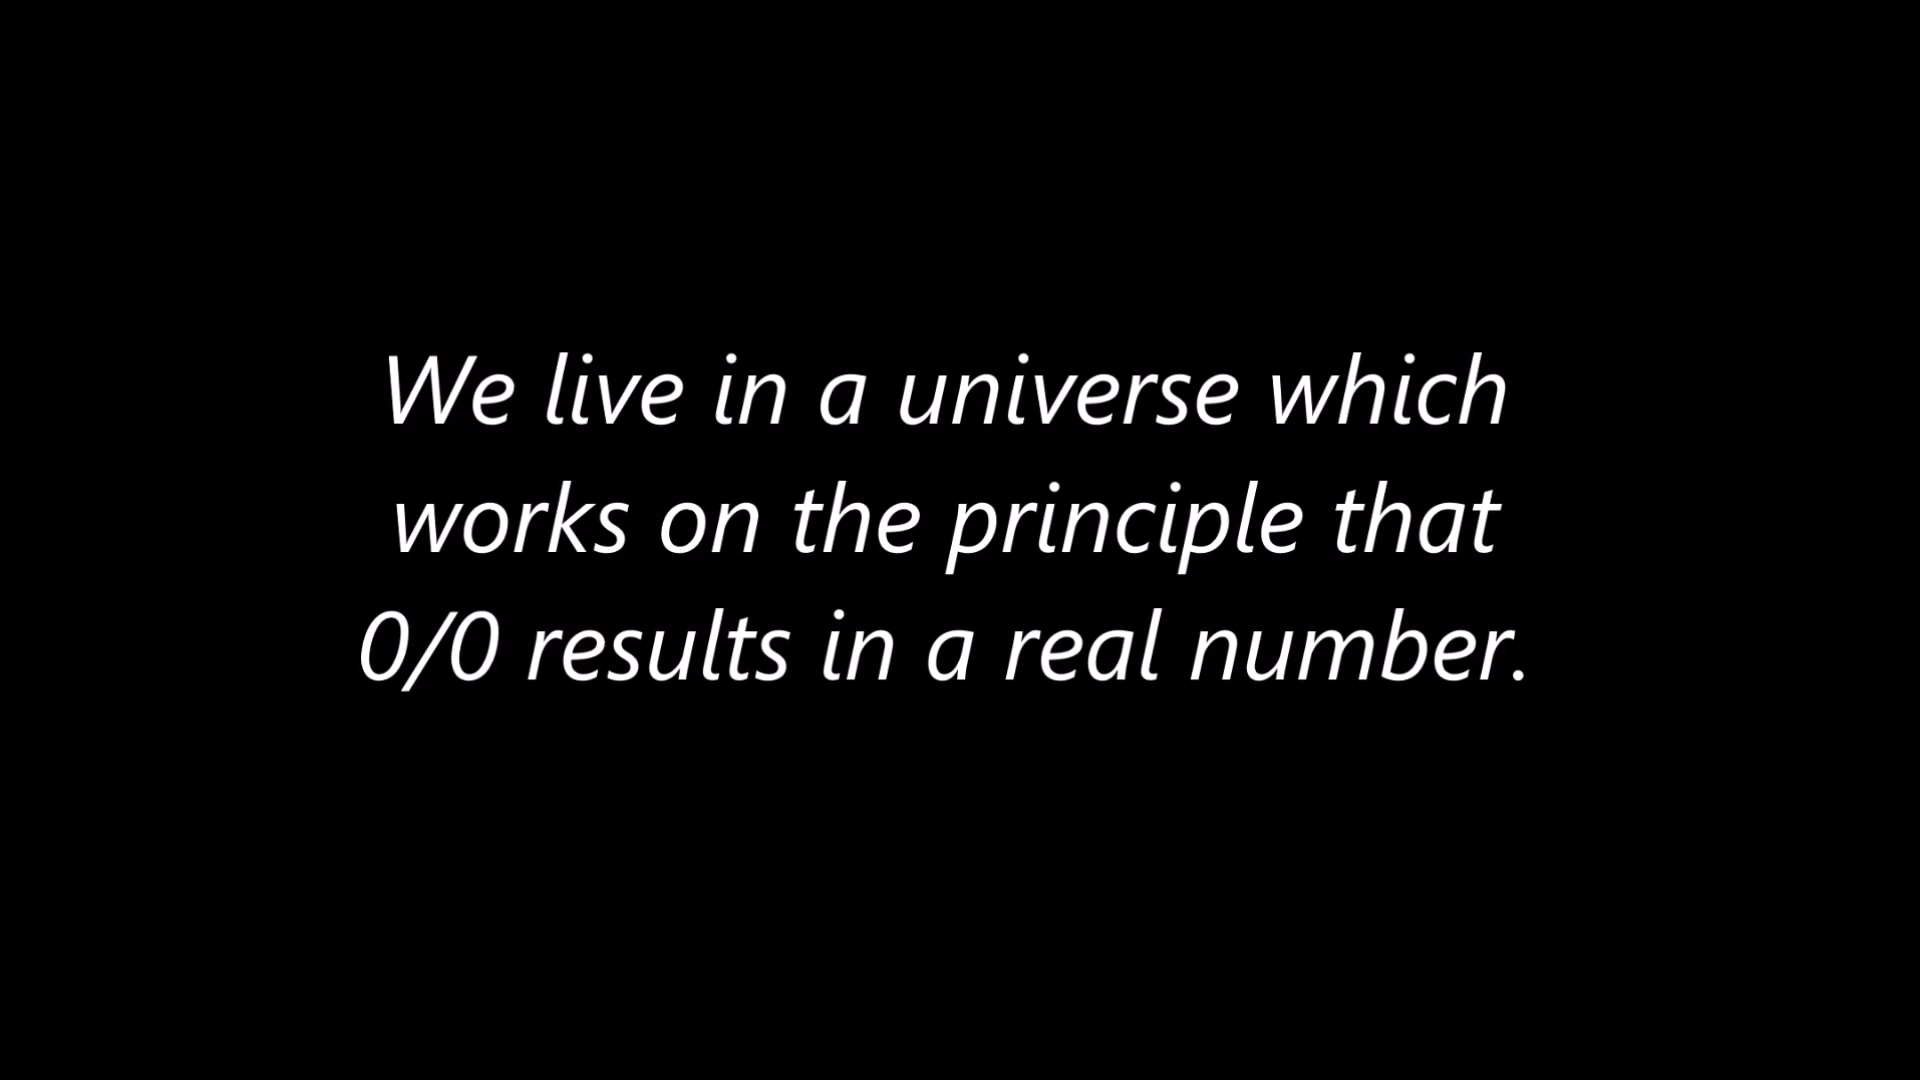 We live in a universe which
works on the principle that
0/0 results in a real number.